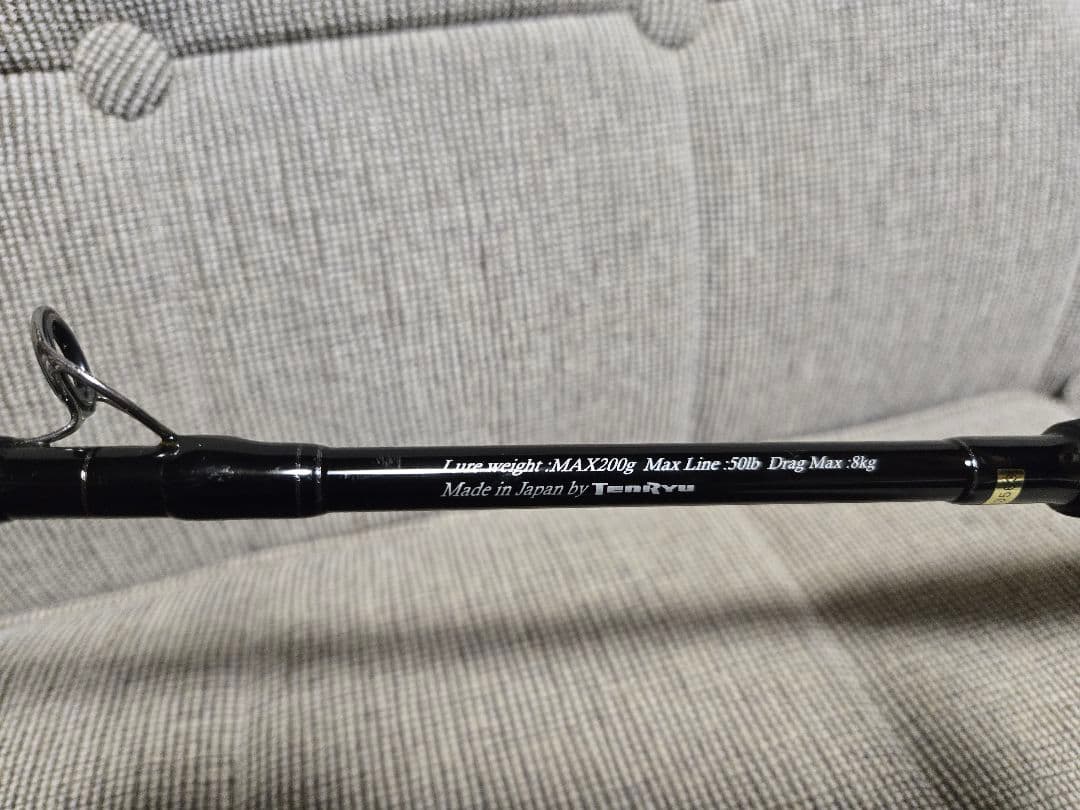 Lure weight :MAX200g Max Line :50lb Drag Max :8kg
Made in Japan by TenRyu